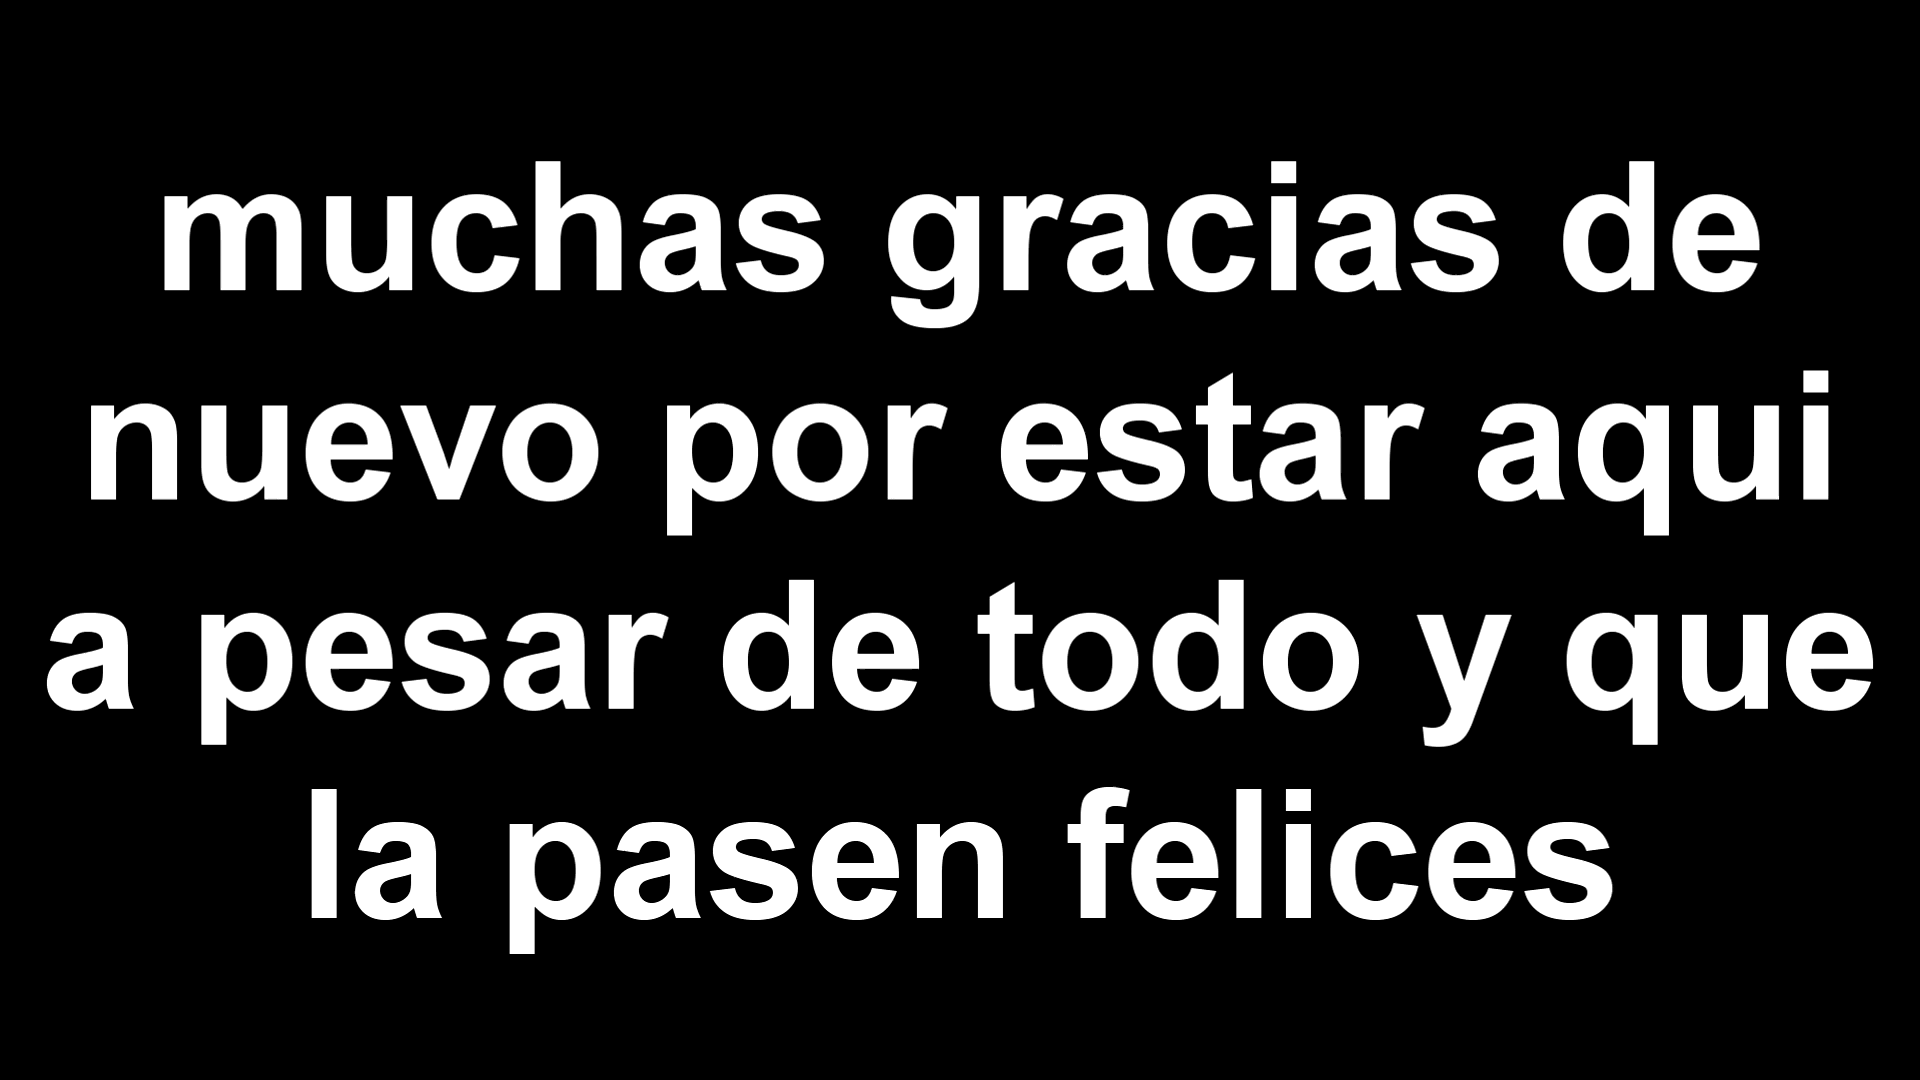 muchas gracias de
nuevo por estar aqui
a pesar de todo y que
la pasen felices